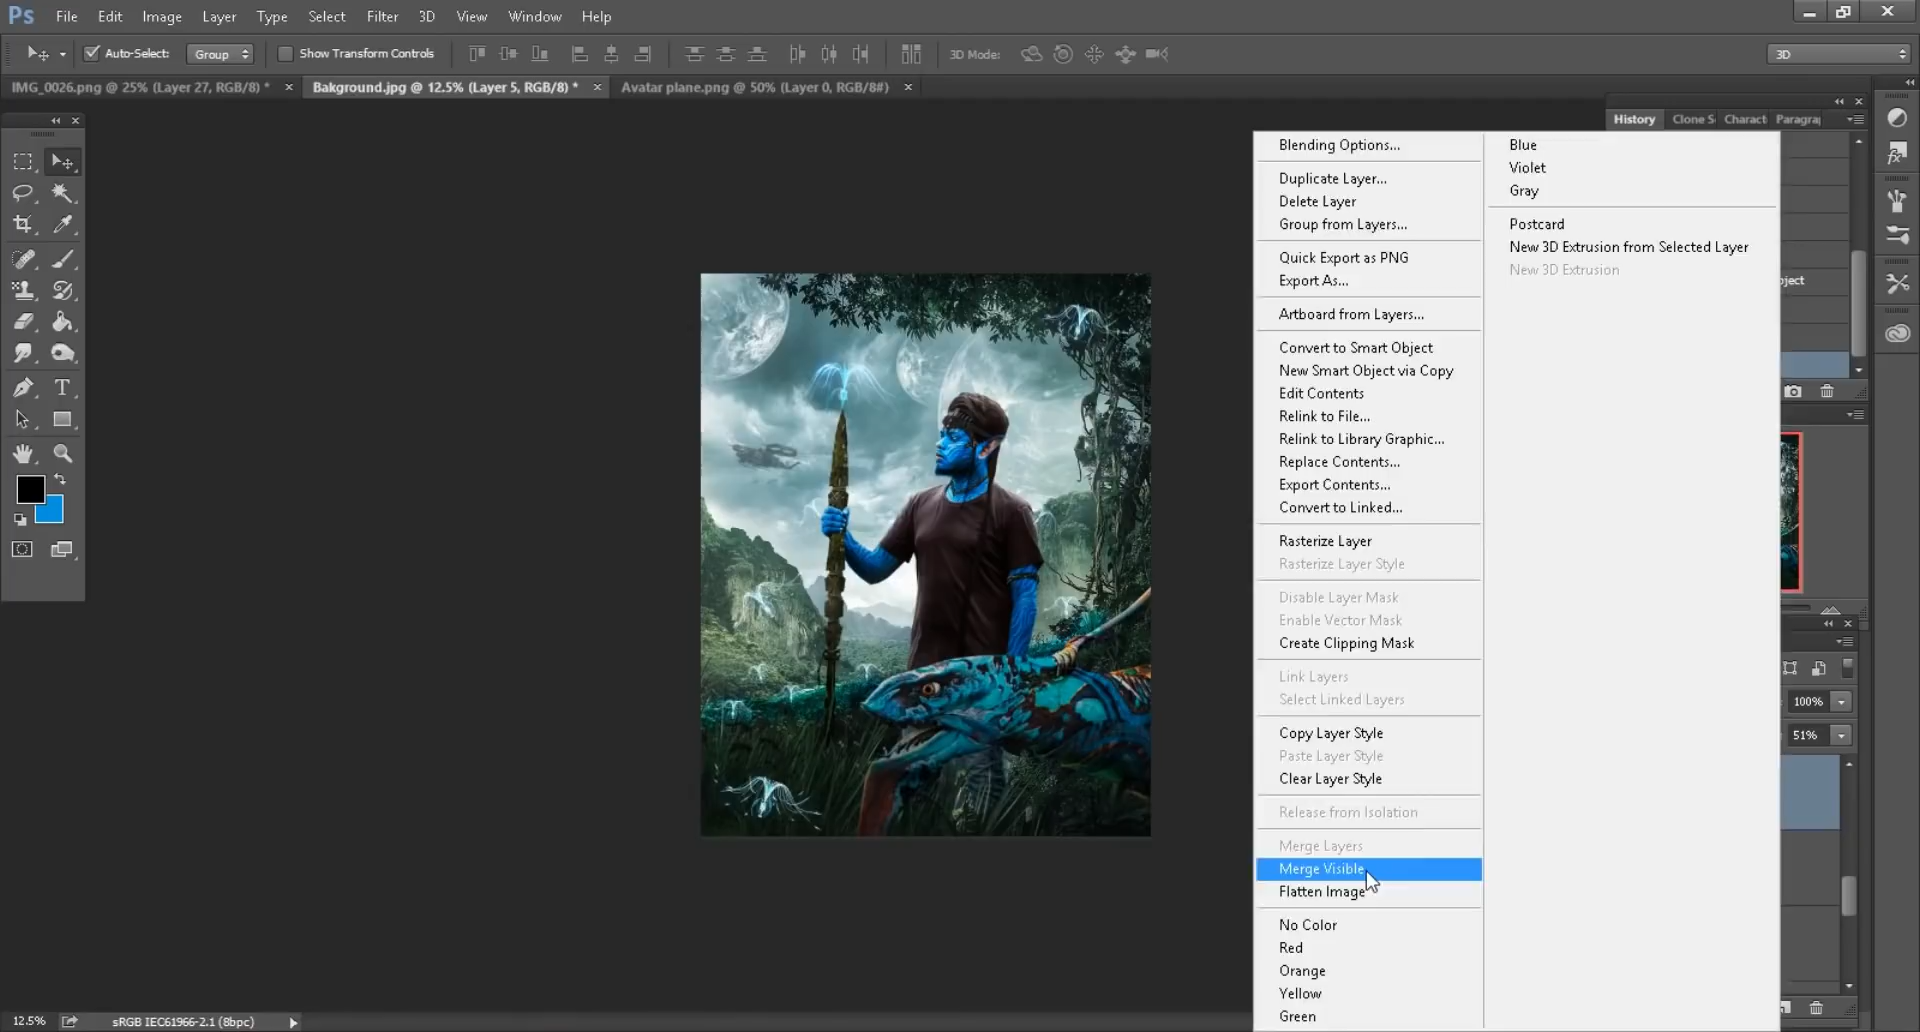 Ps File Edit Image Layer Type Select Filter 3D View Window Help
Auto-Select: Group Show Transform Controls 3D Mode: 3D
IMG_0026.png @ 25% (Layer 27, RGB/8) * × Bakground.jpg @ 12.5% (Layer 5, RGB/8) * × Avatar plane.png @ 50% (Layer 0, RGB/8#) ×
History Clone S Charact Paragraj
Blending Options...
Duplicate Layer...
Delete Layer
Group from Layers...
Quick Export as PNG
Export As...
Artboard from Layers...
Convert to Smart Object
New Smart Object via Copy
Edit Contents
Relink to File...
Relink to Library Graphic...
Replace Contents...
Export Contents...
Convert to Linked...
Rasterize Layer
Rasterize Layer Style
Disable Layer Mask
Enable Vector Mask
Create Clipping Mask
Link Layers
Select Linked Layers
Copy Layer Style
Paste Layer Style
Clear Layer Style
Release from Isolation
Merge Layers
Merge Visible
Flatten Image
No Color
Red
Orange
Yellow
Green
Blue
Violet
Gray
Postcard
New 3D Extrusion from Selected Layer
New 3D Extrusion
100%
51%
12.5% sRGB IEC61966-2.1 (8bpc)